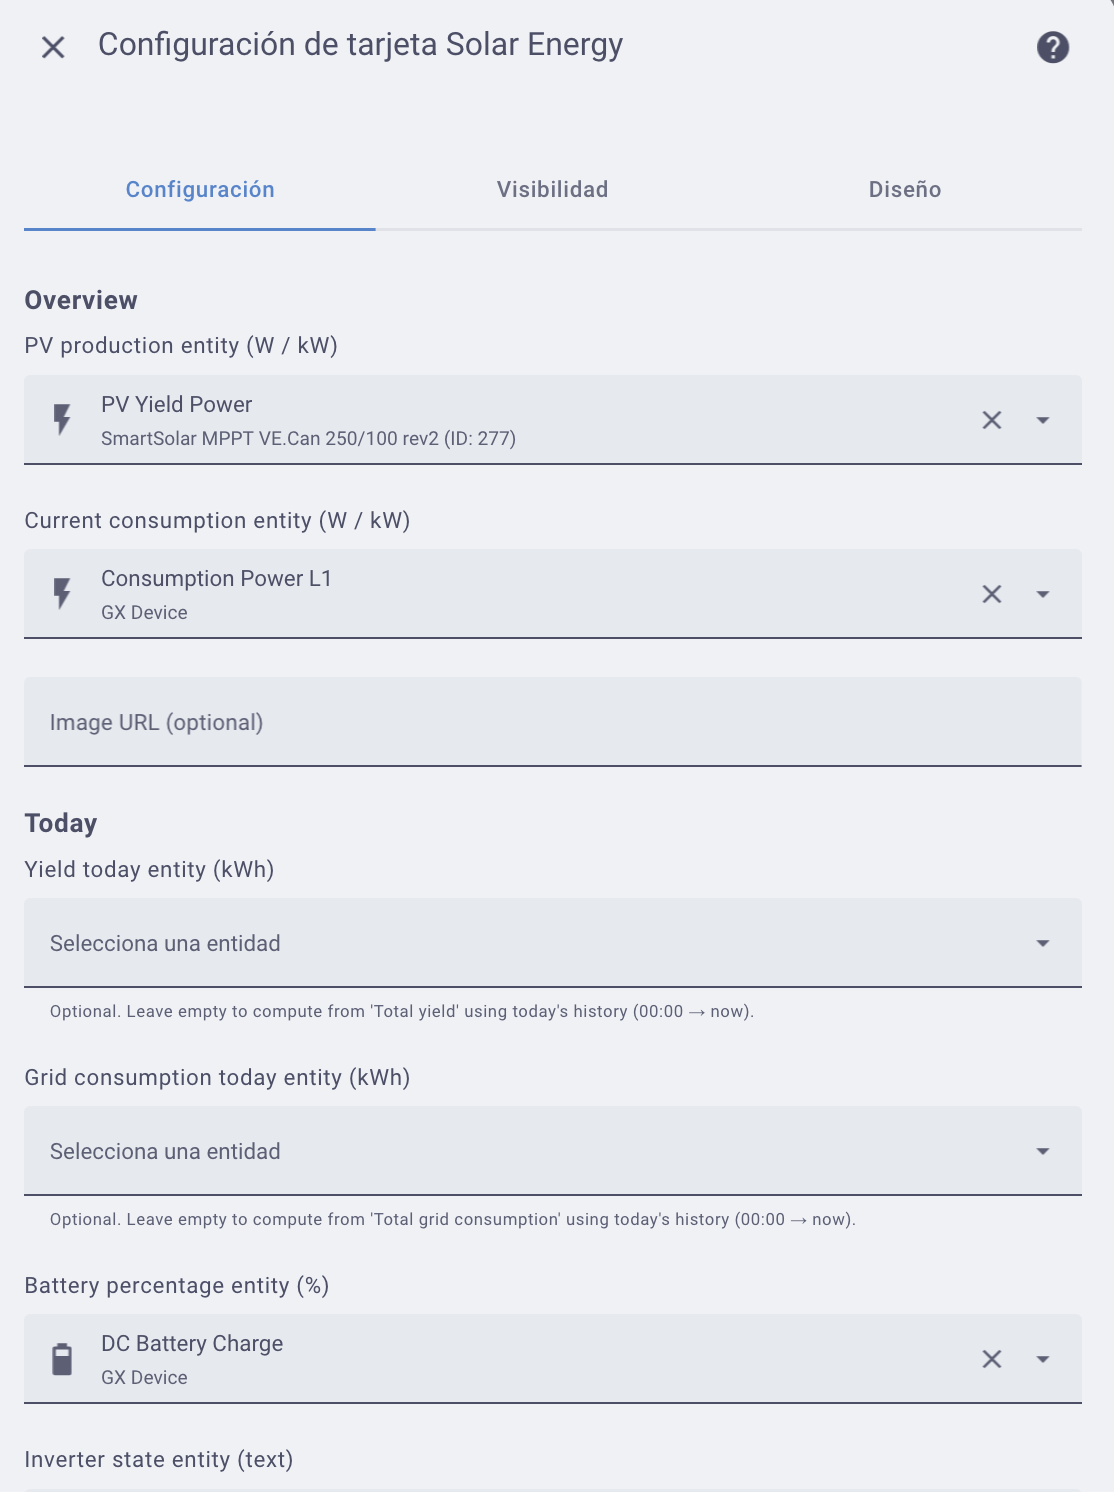 Configuración de tarjeta Solar Energy
Configuración
Visibilidad
Diseño
Overview
PV production entity (W / kW)
PV Yield Power
SmartSolar MPPT VE.Can 250/100 rev2 (ID: 277)
Current consumption entity (W / kW)
Consumption Power L1
GX Device
Image URL (optional)
Today
Yield today entity (kWh)
Selecciona una entidad
Optional. Leave empty to compute from 'Total yield' using today's history (00:00 → now).
Grid consumption today entity (kWh)
Selecciona una entidad
Optional. Leave empty to compute from 'Total grid consumption' using today's history (00:00 → now).
Battery percentage entity (%)
DC Battery Charge
GX Device
Inverter state entity (text)